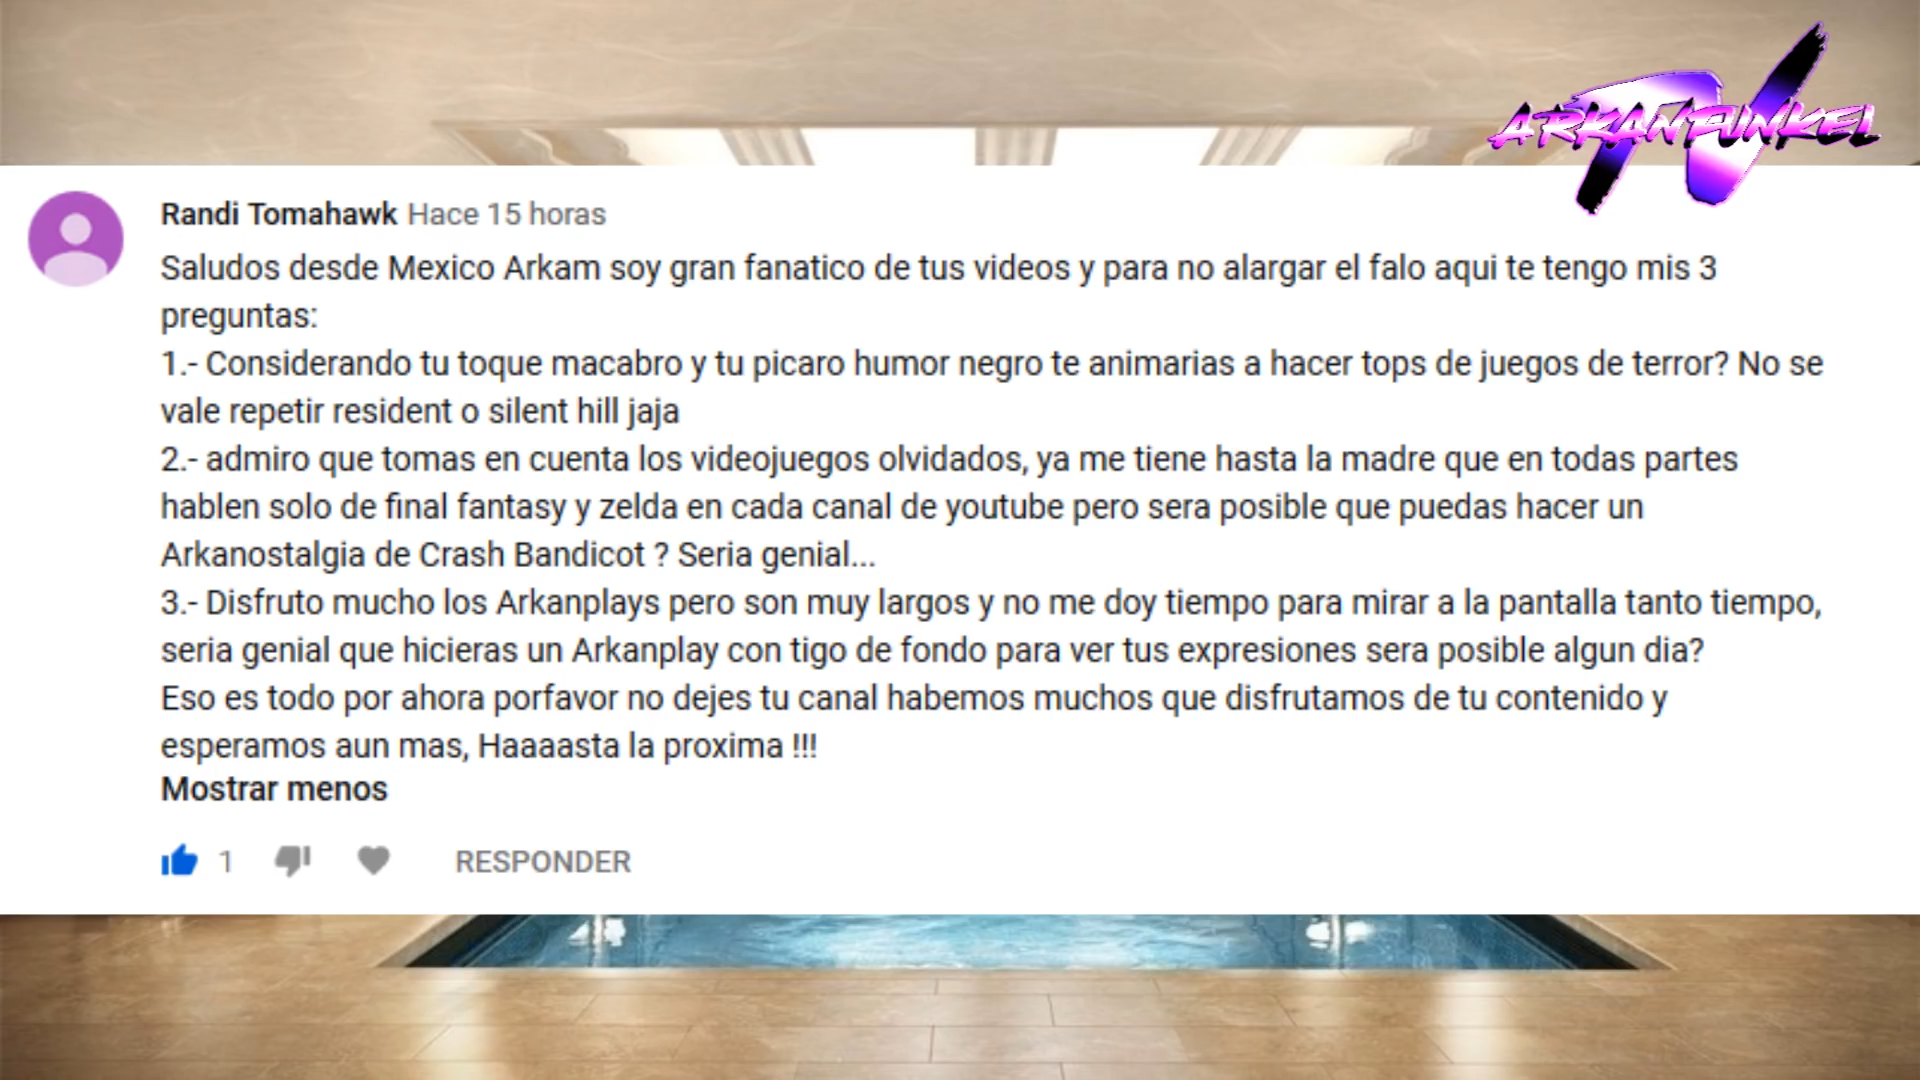 TV
ARKANFUNKEL
Randi Tomahawk Hace 15 horas
Saludos desde Mexico Arkam soy gran fanatico de tus videos y para no alargar el falo aqui te tengo mis 3
preguntas:
1.- Considerando tu toque macabro y tu picaro humor negro te animarias a hacer tops de juegos de terror? No se
vale repetir resident o silent hill jaja
2.- admiro que tomas en cuenta los videojuegos olvidados, ya me tiene hasta la madre que en todas partes
hablen solo de final fantasy y zelda en cada canal de youtube pero sera posible que puedas hacer un
Arkanostalgia de Crash Bandicot ? Seria genial...
3.- Disfruto mucho los Arkanplays pero son muy largos y no me doy tiempo para mirar a la pantalla tanto tiempo,
seria genial que hicieras un Arkanplay con tigo de fondo para ver tus expresiones sera posible algun dia?
Eso es todo por ahora porfavor no dejes tu canal habemos muchos que disfrutamos de tu contenido y
esperamos aun mas, Haaaasta la proxima !!!
Mostrar menos
1 RESPONDER